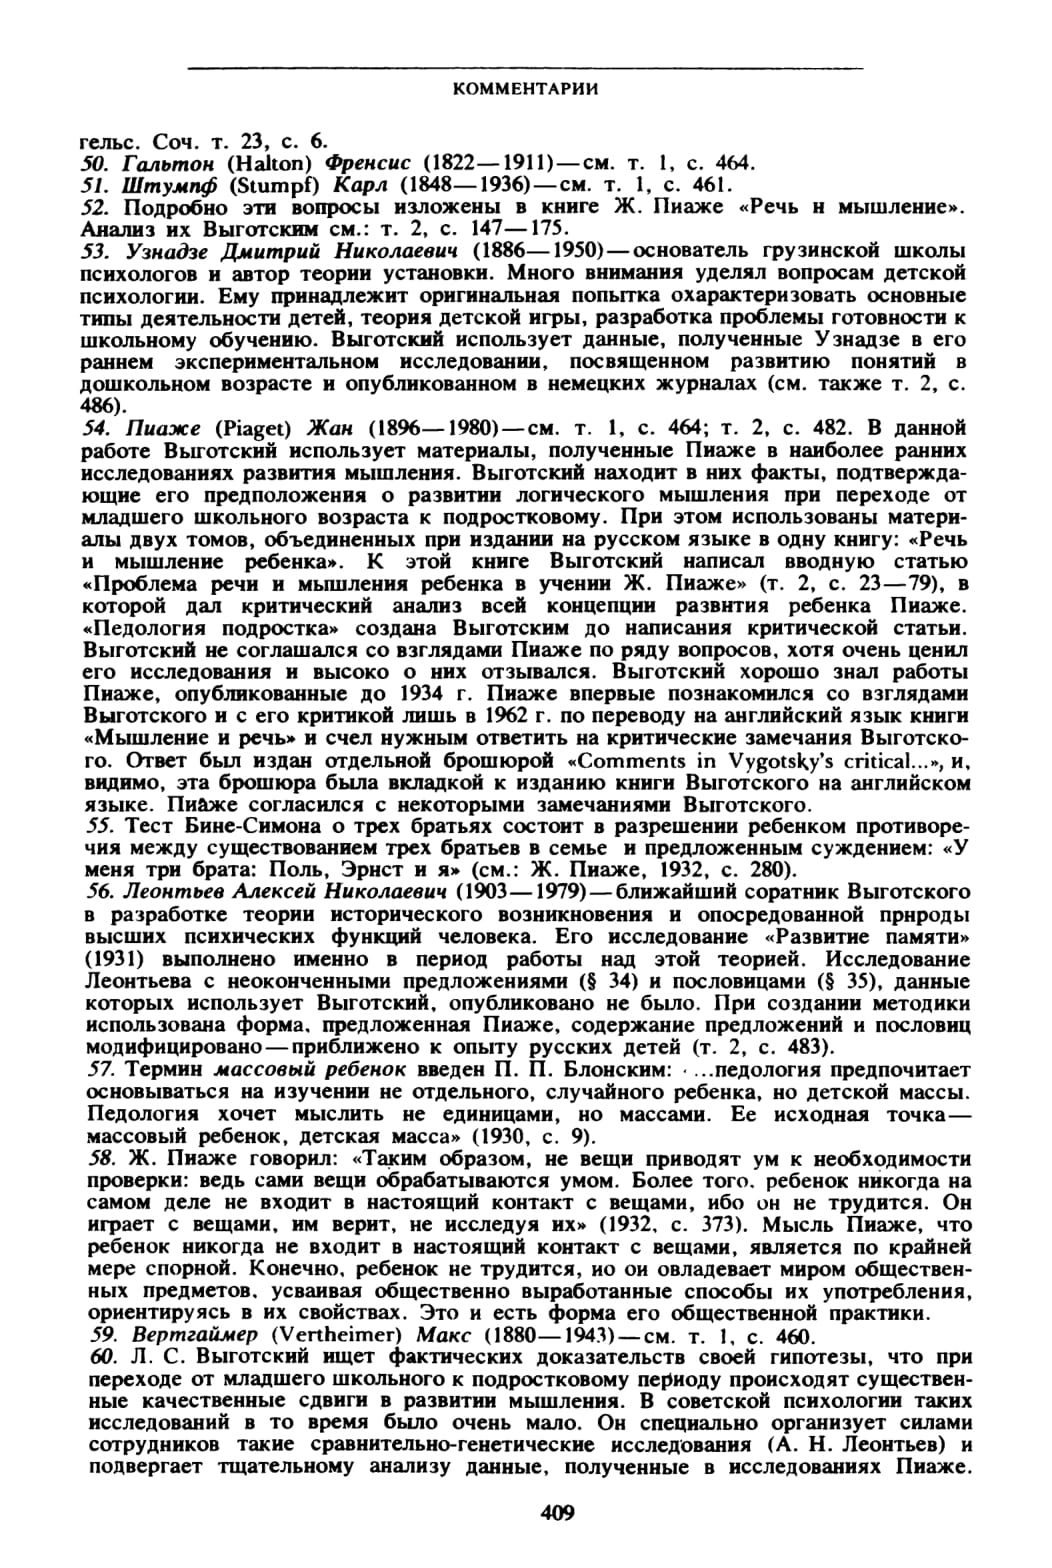 КОММЕНТАРИИ
гельс. Соч. т. 23, с. 6.
50. Гальтон (Halton) Френсис (1822—1911)—см. т. 1, с. 464.
51. Штумпф (Stumpf) Карл (1848—1936)—см. т. 1, с. 461.
52. Подробно эти вопросы изложены в книге Ж. Пиаже «Речь н мышление».
Анализ их Выготским см.: т. 2, с. 147—175.
53. Узнадзе Дмитрий Николаевич (1886—1950)—основатель грузинской школы
психологов и автор теории установки. Много внимания уделял вопросам детской
психологии. Ему принадлежит оригинальная попытка охарактеризовать основные
типы деятельности детей, теория детской игры, разработка проблемы готовности к
школьному обучению. Выготский использует данные, полученные Узнадзе в его
раннем экспериментальном исследовании, посвященном развитию понятий в
дошкольном возрасте и опубликованном в немецких журналах (см. также т. 2, с.
486).
54. Пиаже (Piaget) Жан (1896—1980)—см. т. 1, с. 464; т. 2, с. 482. В данной
работе Выготский использует материалы, полученные Пиаже в наиболее ранних
исследованиях развития мышления. Выготский находит в них факты, подтвержда-
ющие его предположения о развитии логического мышления при переходе от
младшего школьного возраста к подростковому. При этом использованы матери-
алы двух томов, объединенных при издании на русском языке в одну книгу: «Речь
и мышление ребенка». К этой книге Выготский написал вводную статью
«Проблема речи и мышления ребенка в учении Ж. Пиаже» (т. 2, с. 23—79), в
которой дал критический анализ всей концепции развития ребенка Пиаже.
«Педология подростка» создана Выготским до написания критической статьи.
Выготский не соглашался со взглядами Пиаже по ряду вопросов, хотя очень ценил
его исследования и высоко о них отзывался. Выготский хорошо знал работы
Пиаже, опубликованные до 1934 г. Пиаже впервые познакомился со взглядами
Выготского и с его критикой лишь в 1962 г. по переводу на английский язык книги
«Мышление и речь» и счел нужным ответить на критические замечания Выготско-
го. Ответ был издан отдельной брошюрой «Comments in Vygotsky's critical...», и,
видимо, эта брошюра была вкладкой к изданию книги Выготского на английском
языке. Пиаже согласился с некоторыми замечаниями Выготского.
55. Тест Бине-Симона о трех братьях состоит в разрешении ребенком противоре-
чия между существованием трех братьев в семье и предложенным суждением: «У
меня три брата: Поль, Эрнст и я» (см.: Ж. Пиаже, 1932, с. 280).
56. Леонтьев Алексей Николаевич (1903—1979)—ближайший соратник Выготского
в разработке теории исторического возникновения и опосредованной прнроды
высших психических функций человека. Его исследование «Развитие памяти»
(1931) выполнено именно в период работы над этой теорией. Исследование
Леонтьева с неоконченными предложениями (§ 34) и пословицами (§ 35), данные
которых использует Выготский, опубликовано не было. При создании методики
использована форма, предложенная Пиаже, содержание предложений и пословиц
модифицировано—приближено к опыту русских детей (т. 2, с. 483).
57. Термин массовый ребенок введен П. П. Блонским: ‹...педология предпочитает
основываться на изучении не отдельного, случайного ребенка, но детской массы.
Педология хочет мыслить не единицами, но массами. Ее исходная точка—
массовый ребенок, детская масса» (1930, с. 9).
58. Ж. Пиаже говорил: «Таким образом, не вещи приводят ум к необходимости
проверки: ведь сами вещи обрабатываются умом. Более того. ребенок никогда на
самом деле не входит в настоящий контакт с вещами, ибо он не трудится. Он
играет с вещами, им верит, не исследуя их» (1932, с. 373). Мысль Пиаже, что
ребенок никогда не входит в настоящий контакт с вещами, является по крайней
мере спорной. Конечно, ребенок не трудится, ио ои овладевает миром обществен-
ных предметов, усваивая общественно выработанные способы их употребления,
ориентируясь в их свойствах. Это и есть форма его общественной практики.
59. Вертгаймер (Vertheimer) Макс (1880—1943)—см. т. 1, с. 460.
60. Л. С. Выготский ищет фактических доказательств своей гипотезы, что при
переходе от младшего школьного к подростковому периоду происходят существен-
ные качественные сдвиги в развитии мышления. В советской психологии таких
исследований в то время было очень мало. Он специально организует силами
сотрудников такие сравнительно-генетические исследования (А. Н. Леонтьев) и
подвергает тщательному анализу данные, полученные в исследованиях Пиаже.
409